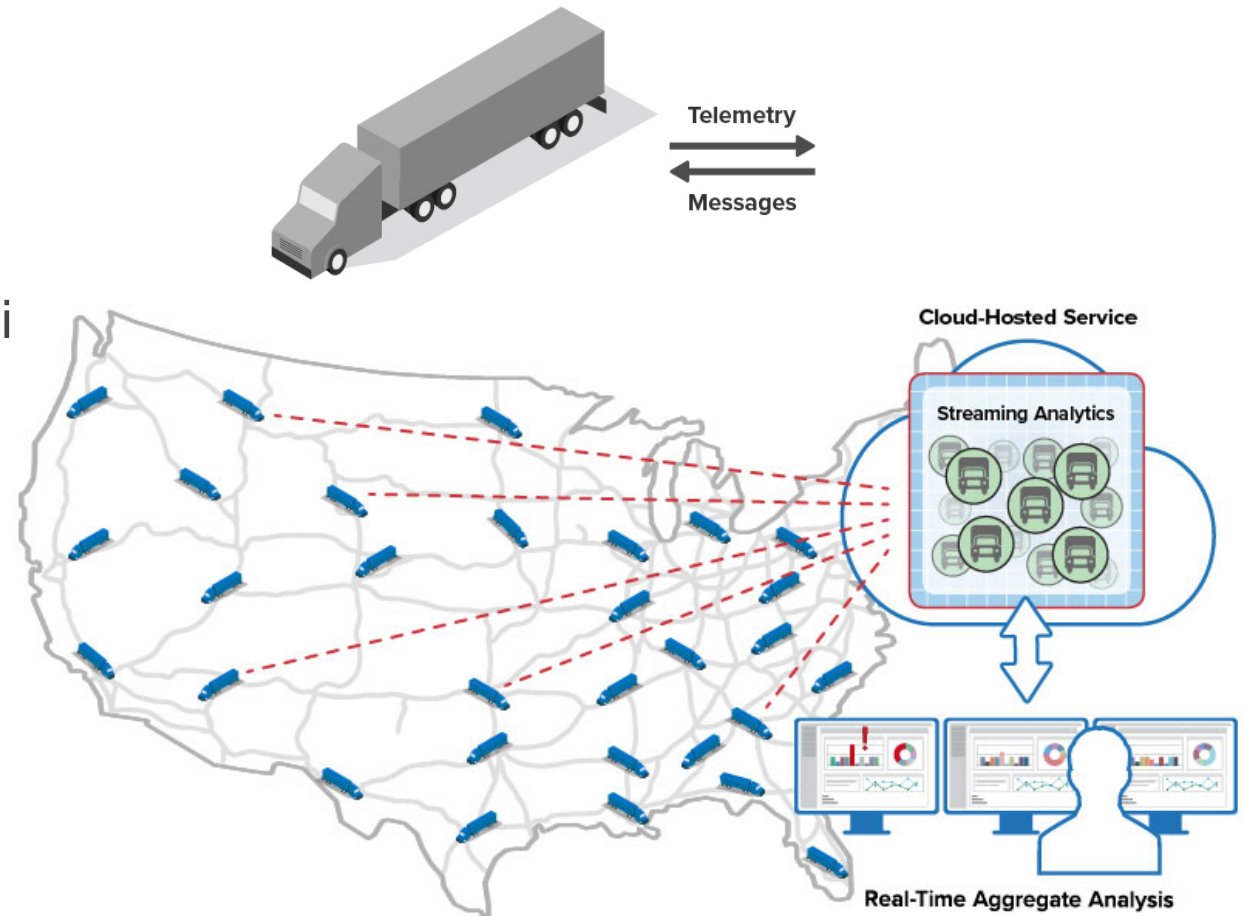 Telemetry
Messages
i
Cloud-Hosted Service
Streaming Analytics
!
Real-Time Aggregate Analysis